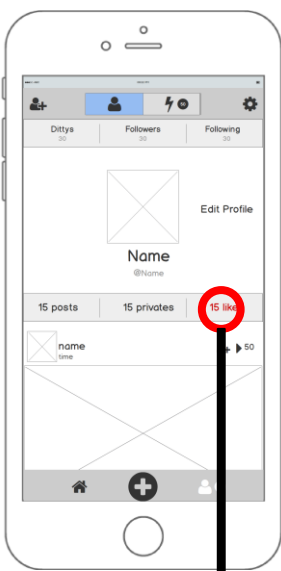 50
Dittys Followers Following
30 30 30
Edit Profile
Name
@Name
15 posts 15 privates 15 like
name 50
time